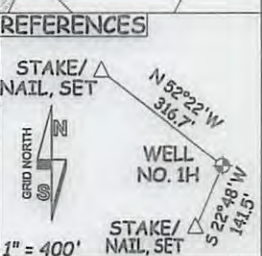 REFERENCES
STAKE/
NAIL, SET
N 52°22' W
316.7'
GRID NORTH
N
S
WELL
NO. 1H
S 22°48' W
141.5'
STAKE/
NAIL, SET
1" = 400'